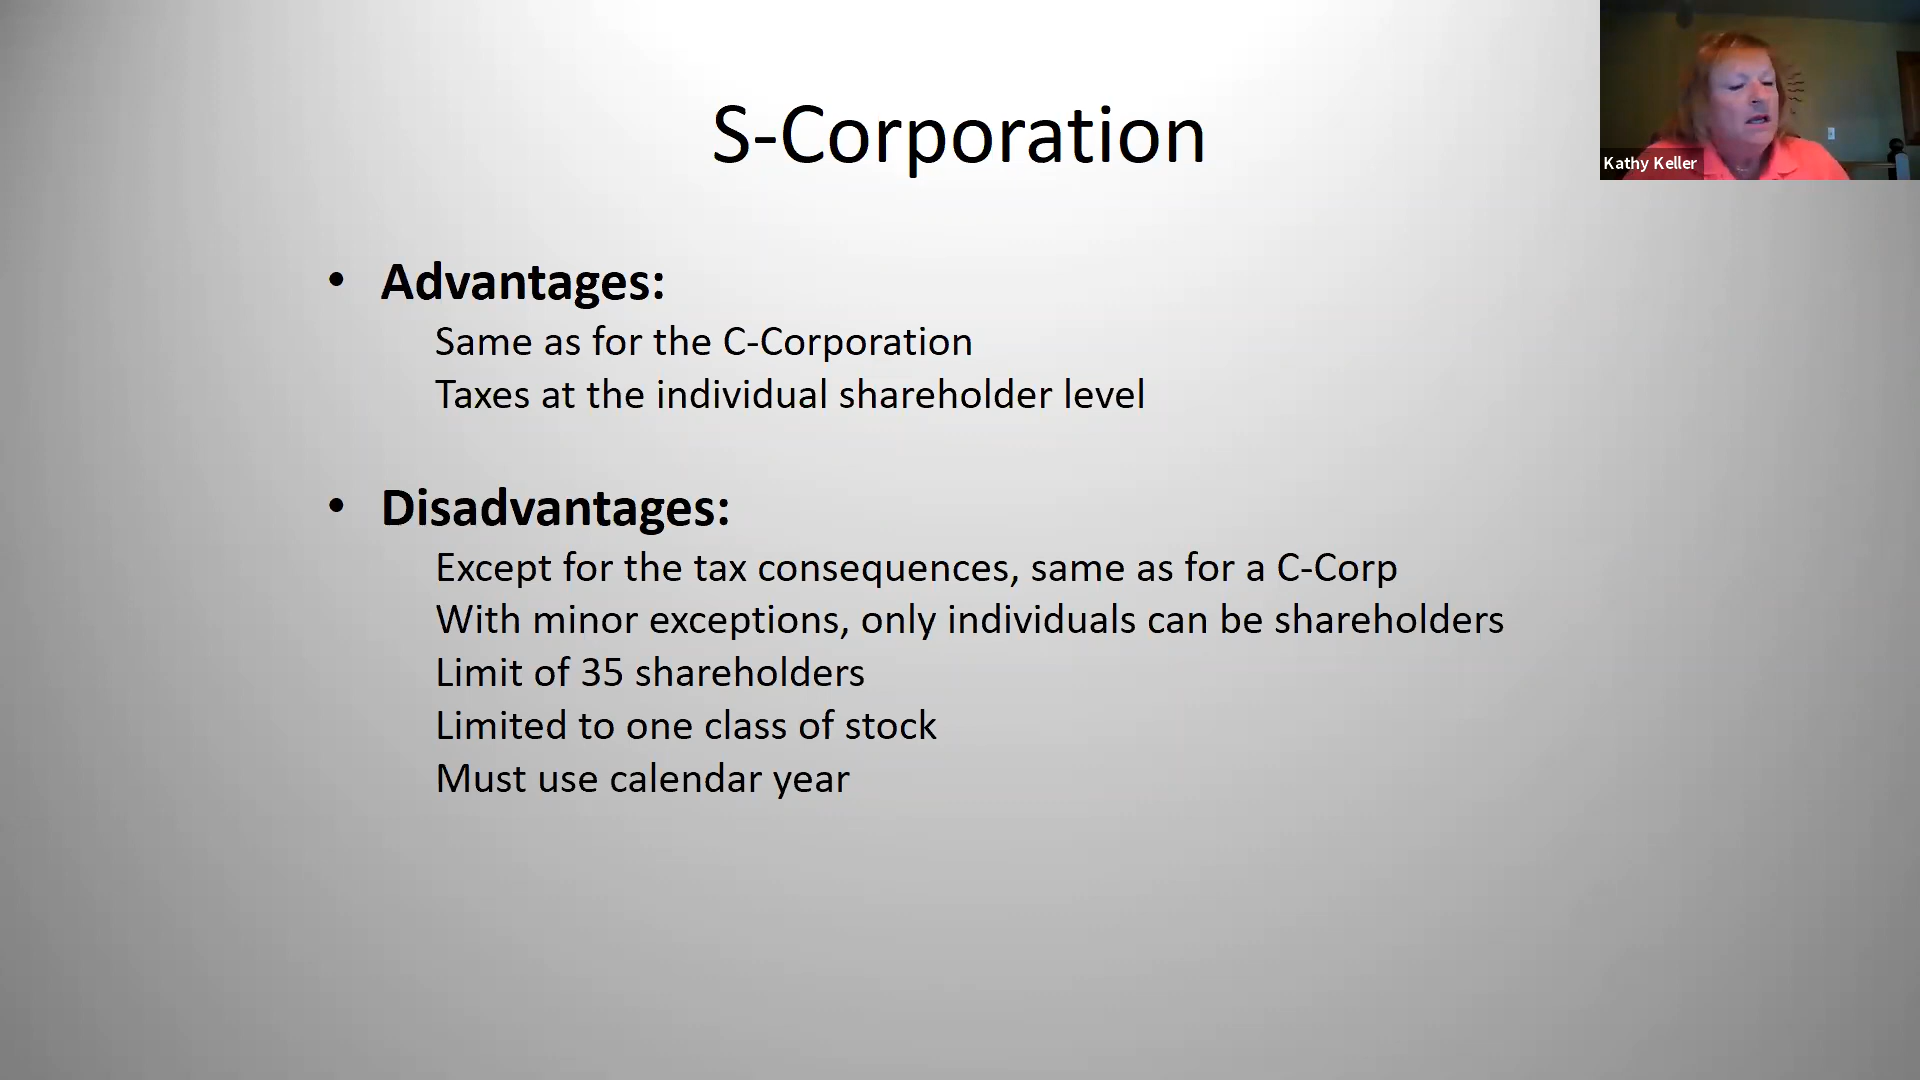 S-Corporation
Kathy Keller
• Advantages:
Same as for the C-Corporation
Taxes at the individual shareholder level
• Disadvantages:
Except for the tax consequences, same as for a C-Corp
With minor exceptions, only individuals can be shareholders
Limit of 35 shareholders
Limited to one class of stock
Must use calendar year